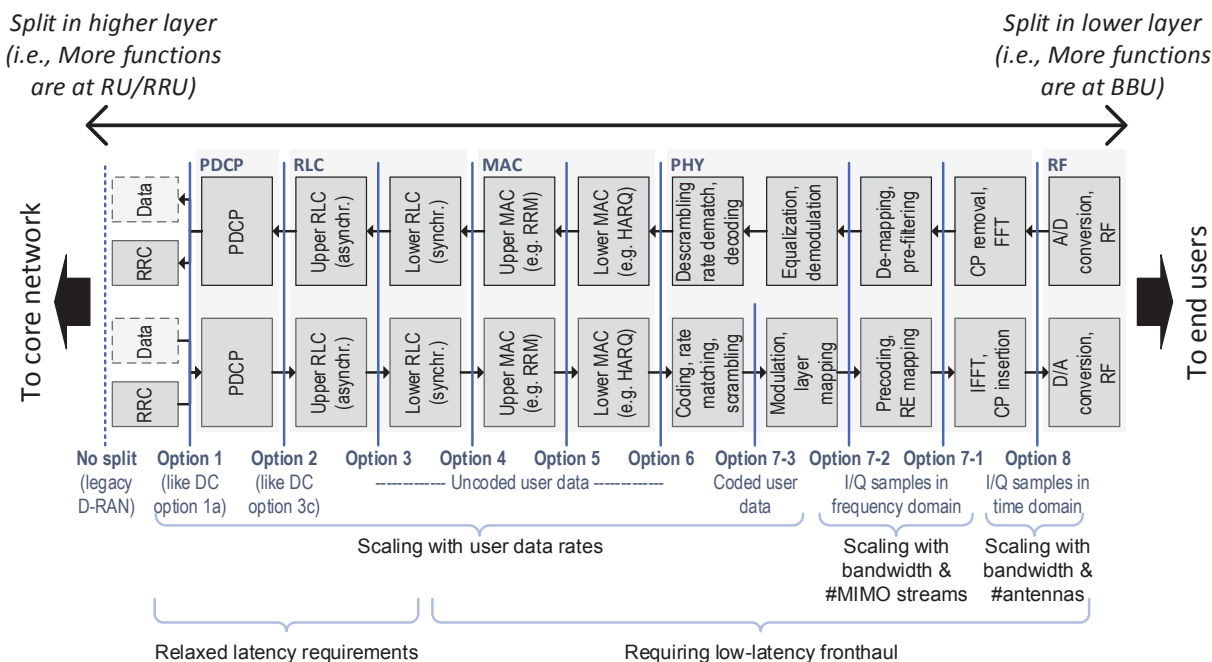 Split in higher layer
(i.e., More functions
are at RU/RRU)
Split in lower layer
(i.e., More functions
are at BBU)
PDCP
RLC
MAC
PHY
RF
To core network
Data
RRC
PDCP
Upper RLC
(asynchr.)
Lower RLC
(synchr.)
Upper MAC
(e.g. RRM)
Lower MAC
(e.g. HARQ)
Descrambling
rate dematch,
decoding
Equalization,
demodulation
De-mapping,
pre-filtering
CP removal,
FFT
A/D
conversion,
RF
To end users
Data
RRC
PDCP
Upper RLC
(asynchr.)
Lower RLC
(synchr.)
Upper MAC
(e.g. RRM)
Lower MAC
(e.g. HARQ)
Coding, rate
matching,
scrambling
Modulation,
layer
mapping
Precoding,
RE mapping
IFFT,
CP insertion
D/A
conversion,
RF
No split
(legacy
D-RAN)
Option 1
(like DC
option 1a)
Option 2
(like DC
option 3c)
Option 3
Option 4
Option 5
Option 6
------------- Uncoded user data -------------
Option 7-3
Coded user
data
Option 7-2
Option 7-1
I/Q samples in
frequency domain
Option 8
I/Q samples in
time domain
Scaling with user data rates
Scaling with
bandwidth &
#MIMO streams
Scaling with
bandwidth &
#antennas
Relaxed latency requirements
Requiring low-latency fronthaul